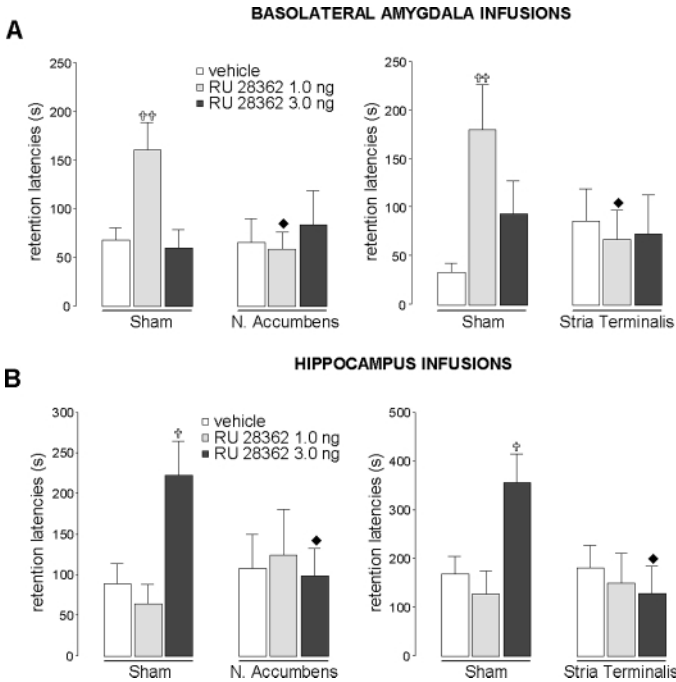 BASOLATERAL AMYGDALA INFUSIONS
A
vehicle
RU 28362 1.0 ng
RU 28362 3.0 ng
retention latencies (s)
250
200
150
100
50
0
††
◆
Sham
N. Accumbens
retention latencies (s)
250
200
150
100
50
0
††
◆
Sham
Stria Terminalis
HIPPOCAMPUS INFUSIONS
B
vehicle
RU 28362 1.0 ng
RU 28362 3.0 ng
retention latencies (s)
300
250
200
150
100
50
0
†
◆
Sham
N. Accumbens
retention latencies (s)
500
400
300
200
100
0
†
◆
Sham
Stria Terminalis